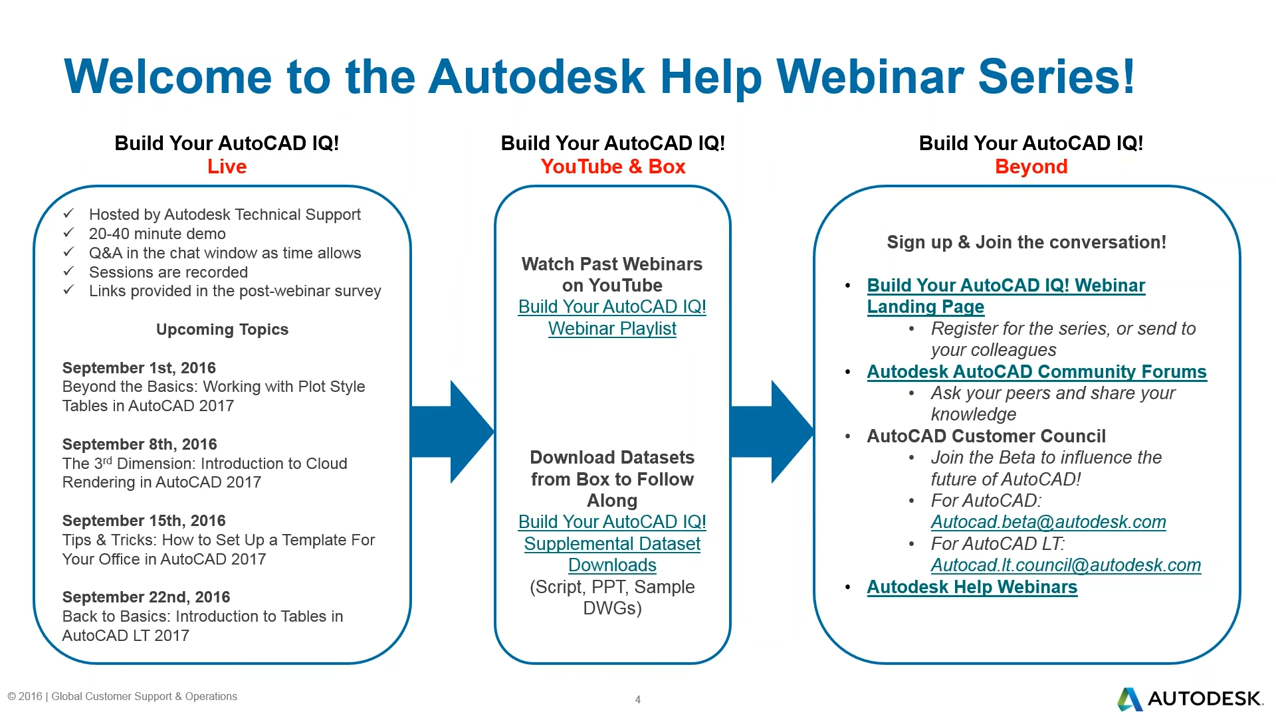 Welcome to the Autodesk Help Webinar Series!
Build Your AutoCAD IQ!
Live
✓ Hosted by Autodesk Technical Support
✓ 20-40 minute demo
✓ Q&A in the chat window as time allows
✓ Sessions are recorded
✓ Links provided in the post-webinar survey
Upcoming Topics
September 1st, 2016
Beyond the Basics: Working with Plot Style
Tables in AutoCAD 2017
September 8th, 2016
The 3rd Dimension: Introduction to Cloud
Rendering in AutoCAD 2017
September 15th, 2016
Tips & Tricks: How to Set Up a Template For
Your Office in AutoCAD 2017
September 22nd, 2016
Back to Basics: Introduction to Tables in
AutoCAD LT 2017
Build Your AutoCAD IQ!
YouTube & Box
Watch Past Webinars
on YouTube
Build Your AutoCAD IQ!
Webinar Playlist
Download Datasets
from Box to Follow
Along
Build Your AutoCAD IQ!
Supplemental Dataset
Downloads
(Script, PPT, Sample
DWGs)
Build Your AutoCAD IQ!
Beyond
Sign up & Join the conversation!
• Build Your AutoCAD IQ! Webinar
Landing Page
• Register for the series, or send to
your colleagues
• Autodesk AutoCAD Community Forums
• Ask your peers and share your
knowledge
• AutoCAD Customer Council
• Join the Beta to influence the
future of AutoCAD!
• For AutoCAD:
Autocad.beta@autodesk.com
• For AutoCAD LT:
Autocad.lt.council@autodesk.com
• Autodesk Help Webinars
© 2016 | Global Customer Support & Operations
4
AUTODESK.